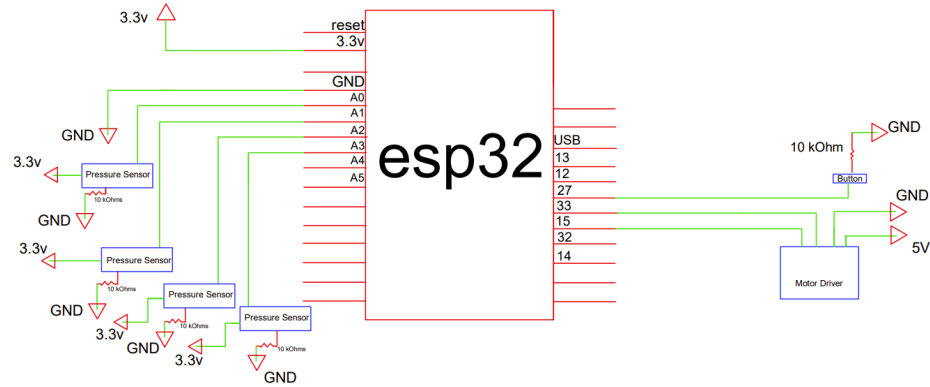 3.3v
reset
3.3v
GND
A0
A1
A2
A3
A4
A5
esp32
USB
13
12
27
33
15
32
14
GND
3.3v
Pressure Sensor
10 kOhms
GND
3.3v
Pressure Sensor
10 kOhms
GND
3.3v
Pressure Sensor
10 kOhms
GND
3.3v
Pressure Sensor
10 kOhms
GND
GND
10 kOhm
Button
GND
5V
Motor Driver